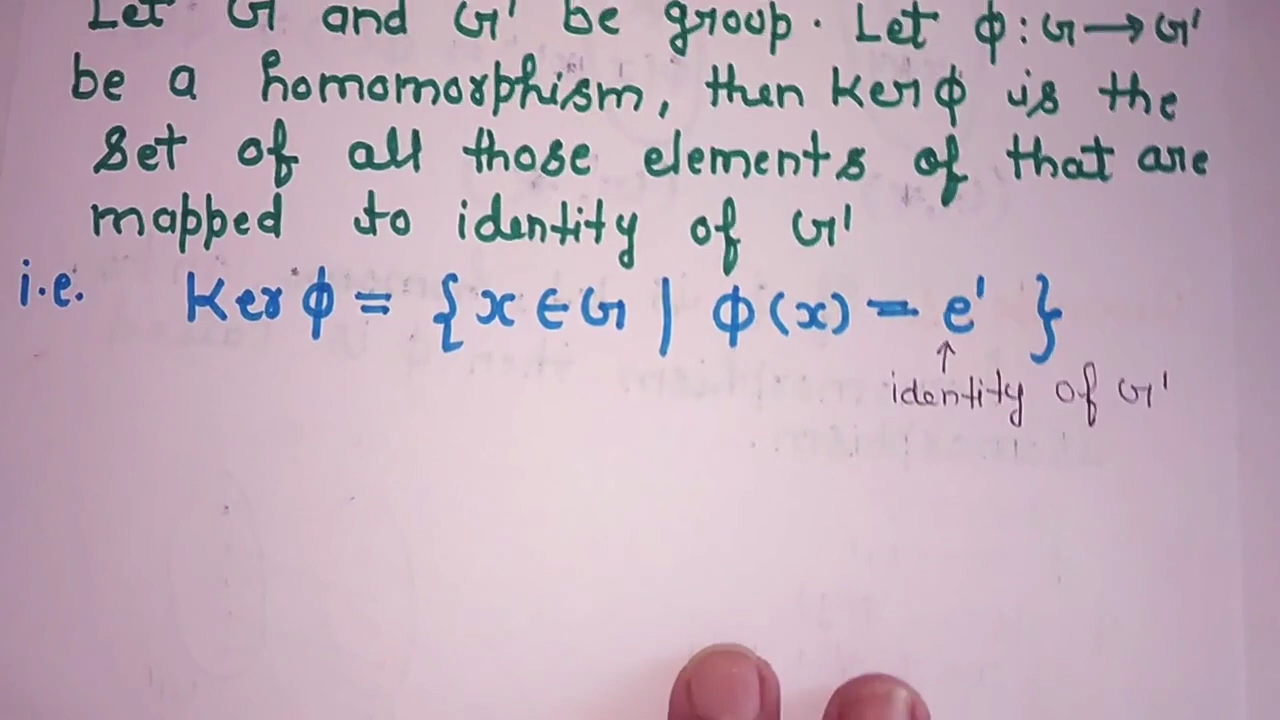 Let G and G' be group. Let ϕ:G→G'
be a homomorphism, then Ker ϕ is the
set of all those elements of that are
mapped to identity of G'
i.e. Ker ϕ = {x ∈ G | ϕ(x) = e' }
↑
identity of G'